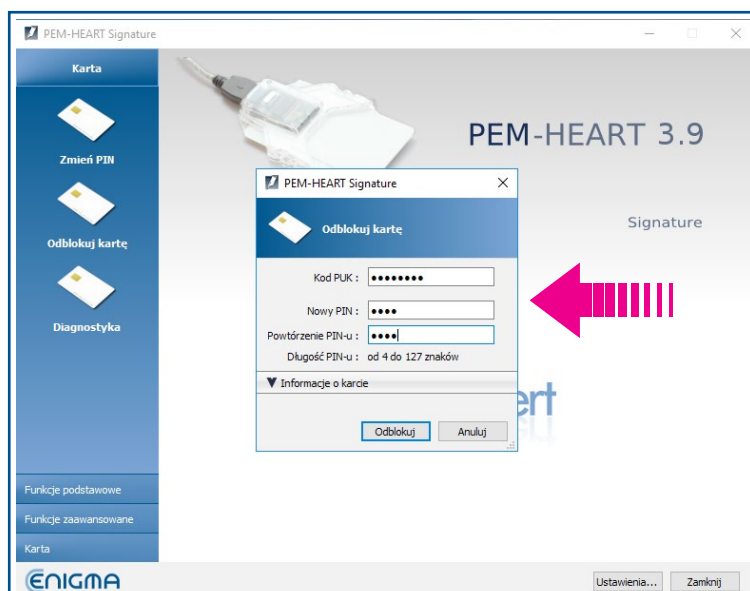 PEM-HEART Signature
Karta
Zmień PIN
Odblokuj kartę
Diagnostyka
Funkcje podstawowe
Funkcje zaawansowane
Karta
PEM-HEART 3.9
Signature
PEM-HEART Signature
Odblokuj kartę
Kod PUK : ••••••••
Nowy PIN : ••••
Powtórzenie PIN-u : ••••
Długość PIN-u : od 4 do 127 znaków
Informacje o karcie
Odblokuj Anuluj
ert
ENIGMA
Ustawienia... Zamknij